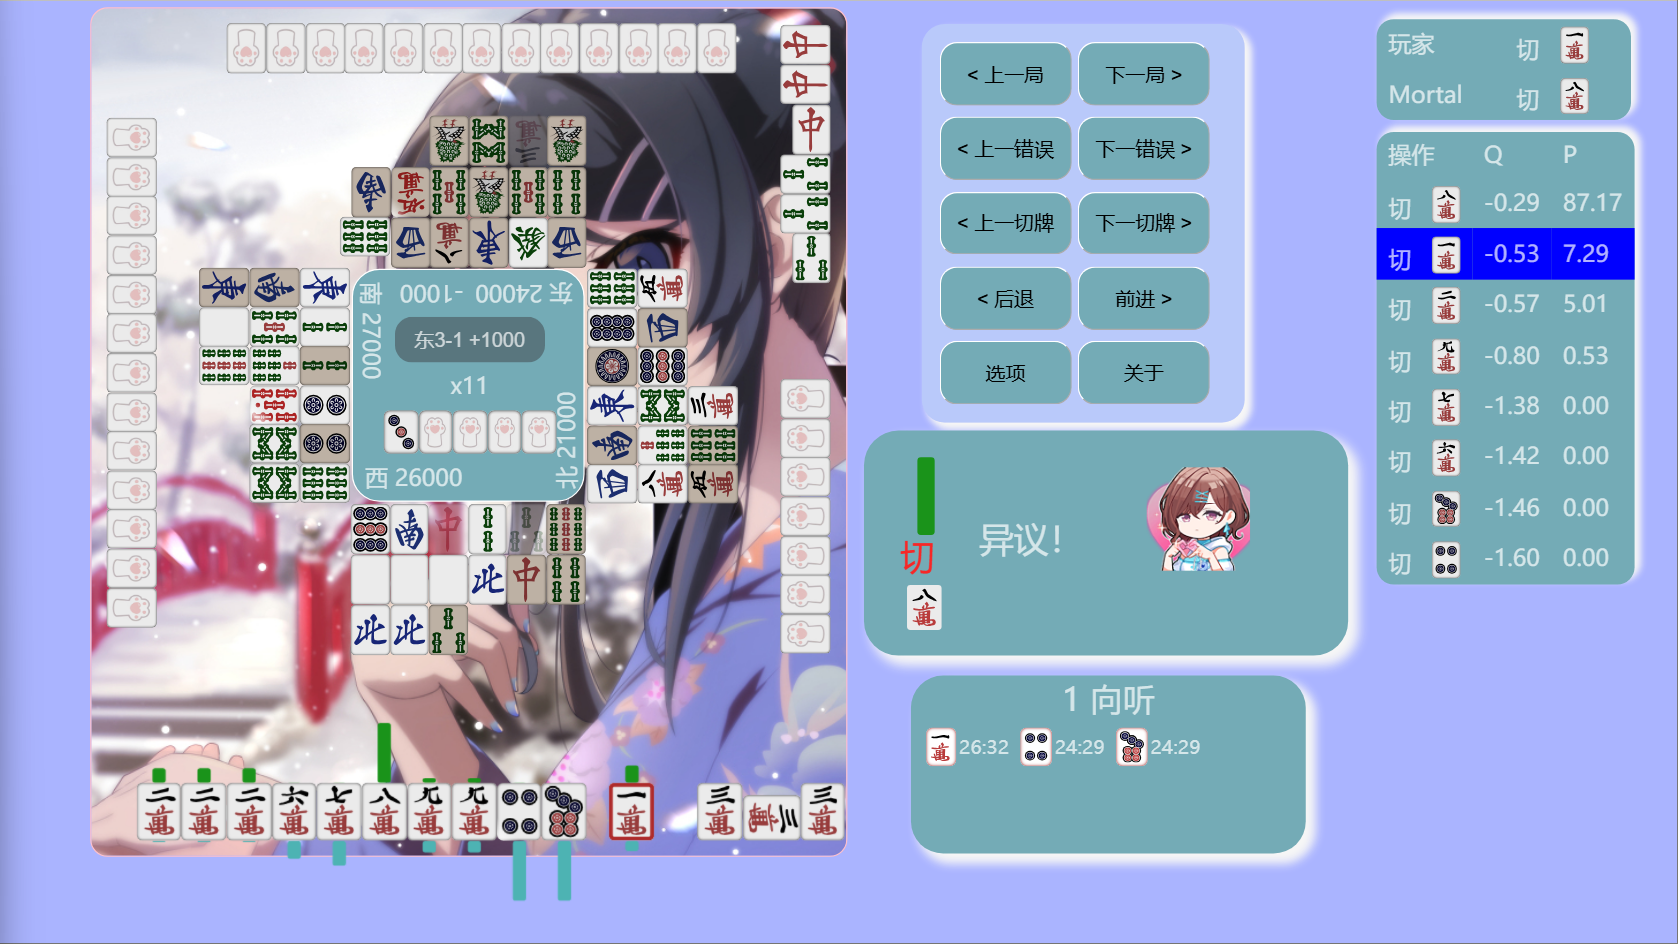 东 24000 -1000
南 27000
东3-1 +1000
x11
北 21000
西 26000
< 上一局
下一局 >
< 上一错误
下一错误 >
< 上一切牌
下一切牌 >
< 后退
前进 >
选项
关于
切
异议！
1 向听
26:32
24:29
24:29
玩家 切
Mortal 切
操作 Q P
切 -0.29 87.17
切 -0.53 7.29
切 -0.57 5.01
切 -0.80 0.53
切 -1.38 0.00
切 -1.42 0.00
切 -1.46 0.00
切 -1.60 0.00